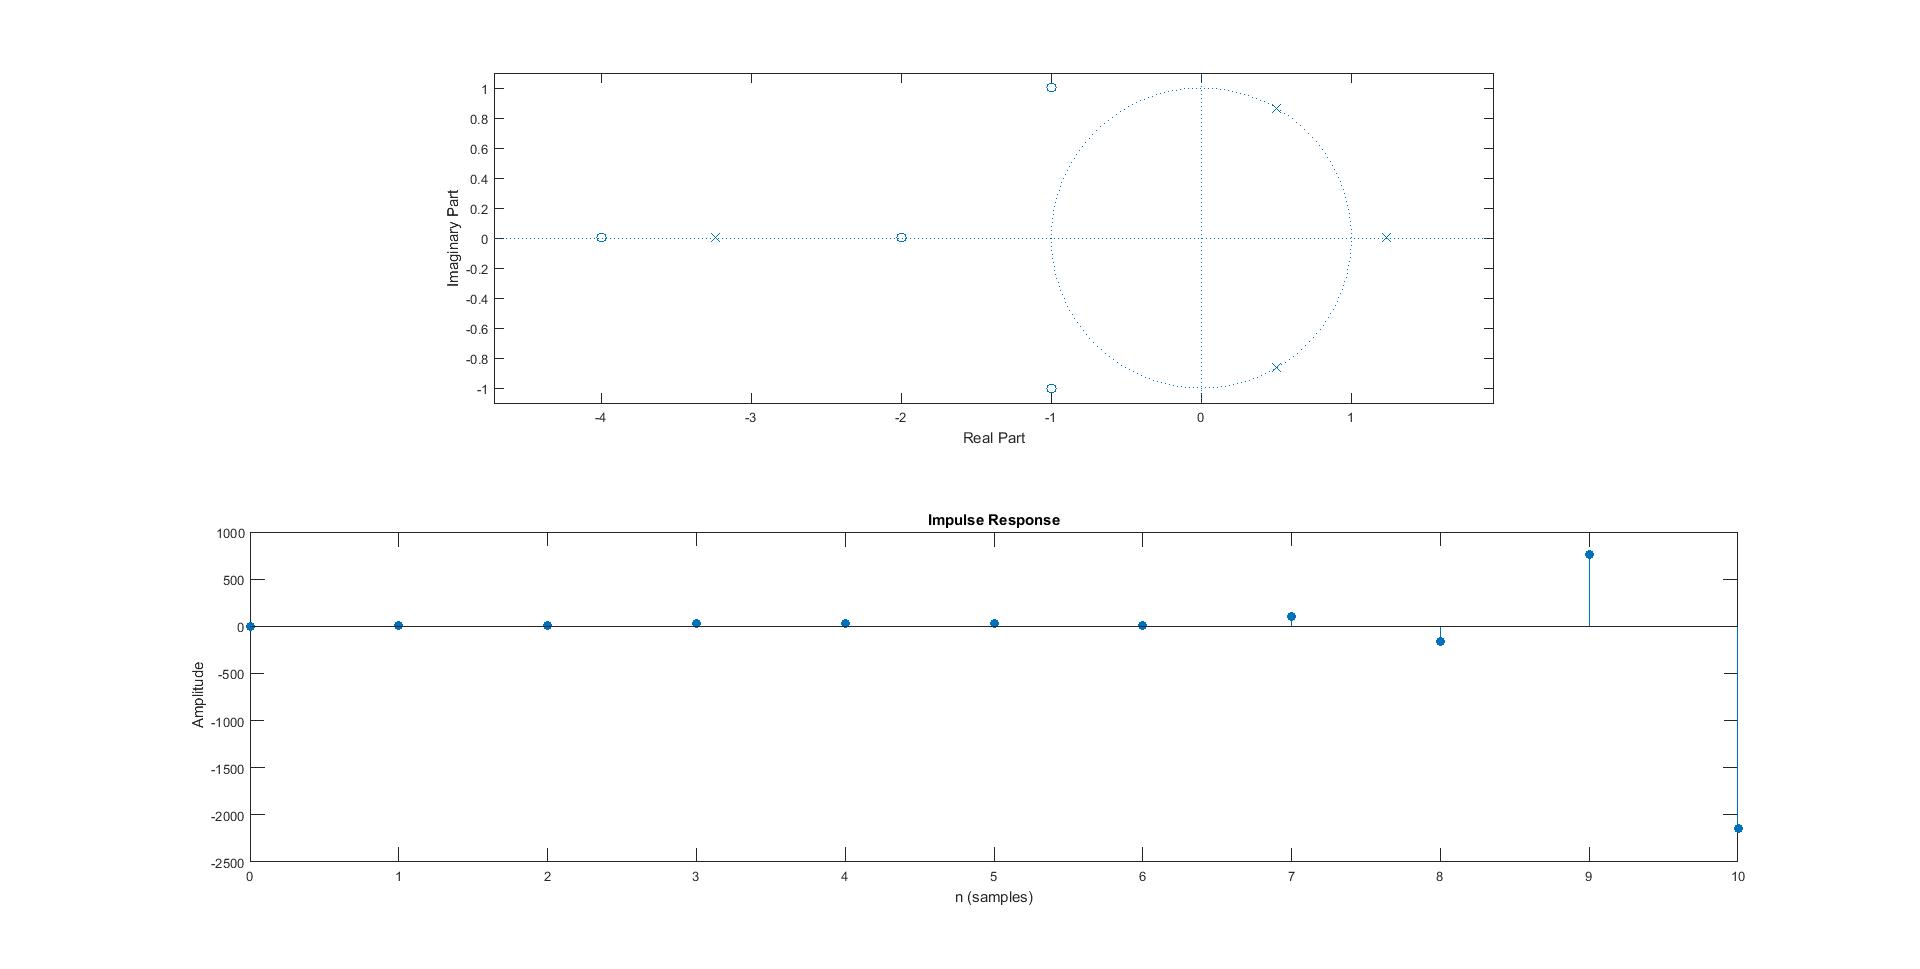 Imaginary Part
1
0.8
0.6
0.4
0.2
0
-0.2
-0.4
-0.6
-0.8
-1
-4 -3 -2 -1 0 1
Real Part
Impulse Response
Amplitude
1000
500
0
-500
-1000
-1500
-2000
-2500
0 1 2 3 4 5 6 7 8 9 10
n (samples)